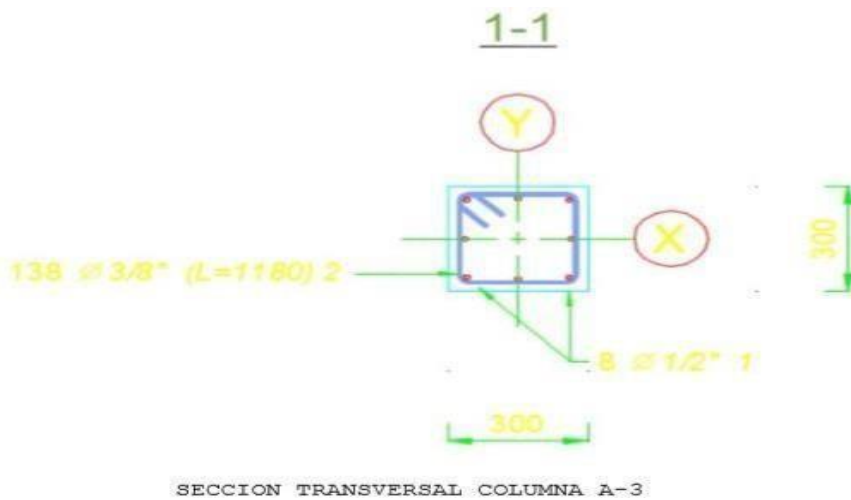 1-1
Y
X
300
138 Ø 3/8" (L=1180) 2
8 Ø 1/2" 1
300
SECCION TRANSVERSAL COLUMNA A-3